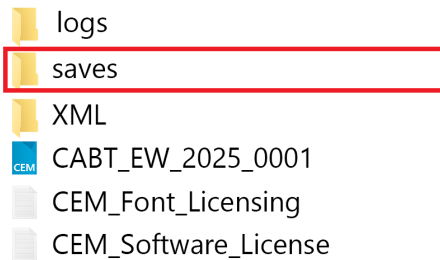 logs
saves
XML
CEM CABT_EW_2025_0001
CEM_Font_Licensing
CEM_Software_License